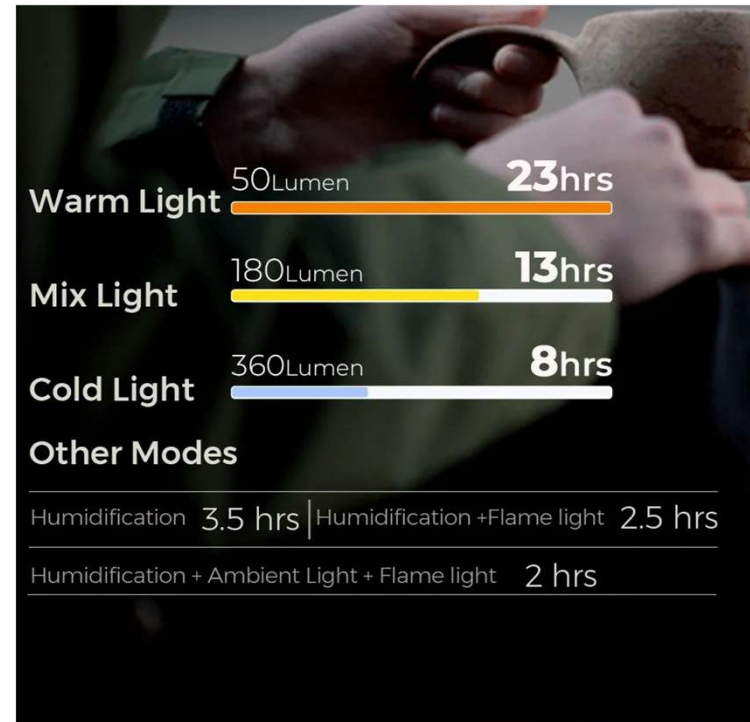 Warm Light 50Lumen 23hrs
Mix Light 180Lumen 13hrs
Cold Light 360Lumen 8hrs
Other Modes
Humidification 3.5 hrs | Humidification +Flame light 2.5 hrs
Humidification + Ambient Light + Flame light 2 hrs